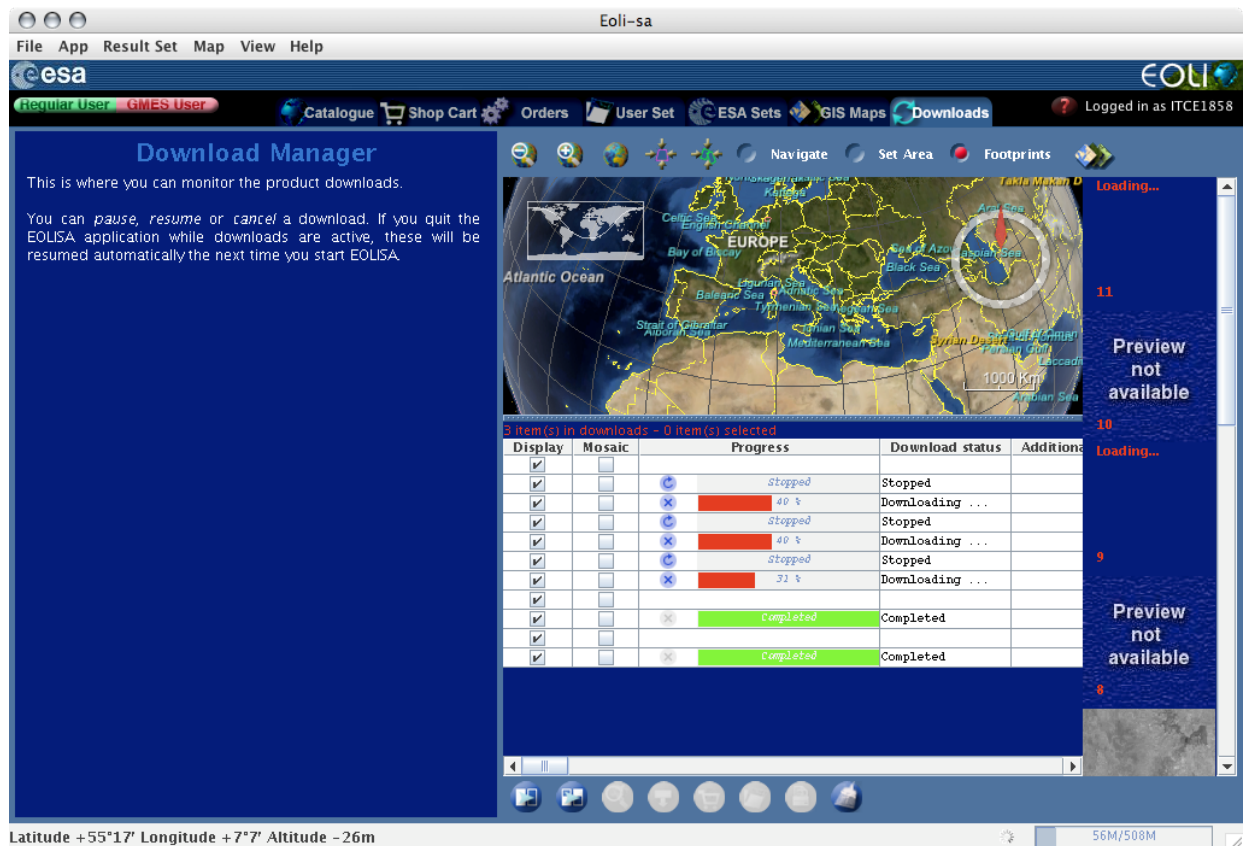 Eoli-sa
File App Result Set Map View Help
esa
EOLI
Regular User GMES User
Catalogue Shop Cart Orders User Set ESA Sets GIS Maps Downloads
Logged in as ITCE1858
Download Manager
This is where you can monitor the product downloads.
You can pause, resume or cancel a download. If you quit the
EOLISA application while downloads are active, these will be
resumed automatically the next time you start EOLISA.
Navigate Set Area Footprints
Takla Makan D
Kattega
Celtic Sea
English Channel
Aral Sea
EUROPE
Bay of Biscay
Sea of Azov
Caspian Sea
Black Sea
Atlantic Ocean
Ligurian Sea
Balearic Sea
Adriatic Sea
Tyrrhenian Sea
Aegean Sea
Strait of Gibraltar
Alboran Sea
Ionian Sea
Mediterranean Sea
Syrian Desert
Persian Gulf
Laccadi
1000 Km
Arabian Sea
Loading...
11
Preview
not
available
10
Loading...
9
Preview
not
available
8
3 item(s) in downloads - 0 item(s) selected
Display Mosaic Progress Download status Additiona
Stopped Stopped
40 % Downloading ...
Stopped Stopped
40 % Downloading ...
Stopped Stopped
31 % Downloading ...
Completed Completed
Completed Completed
Latitude +55°17' Longitude +7°7' Altitude -26m
56M/508M